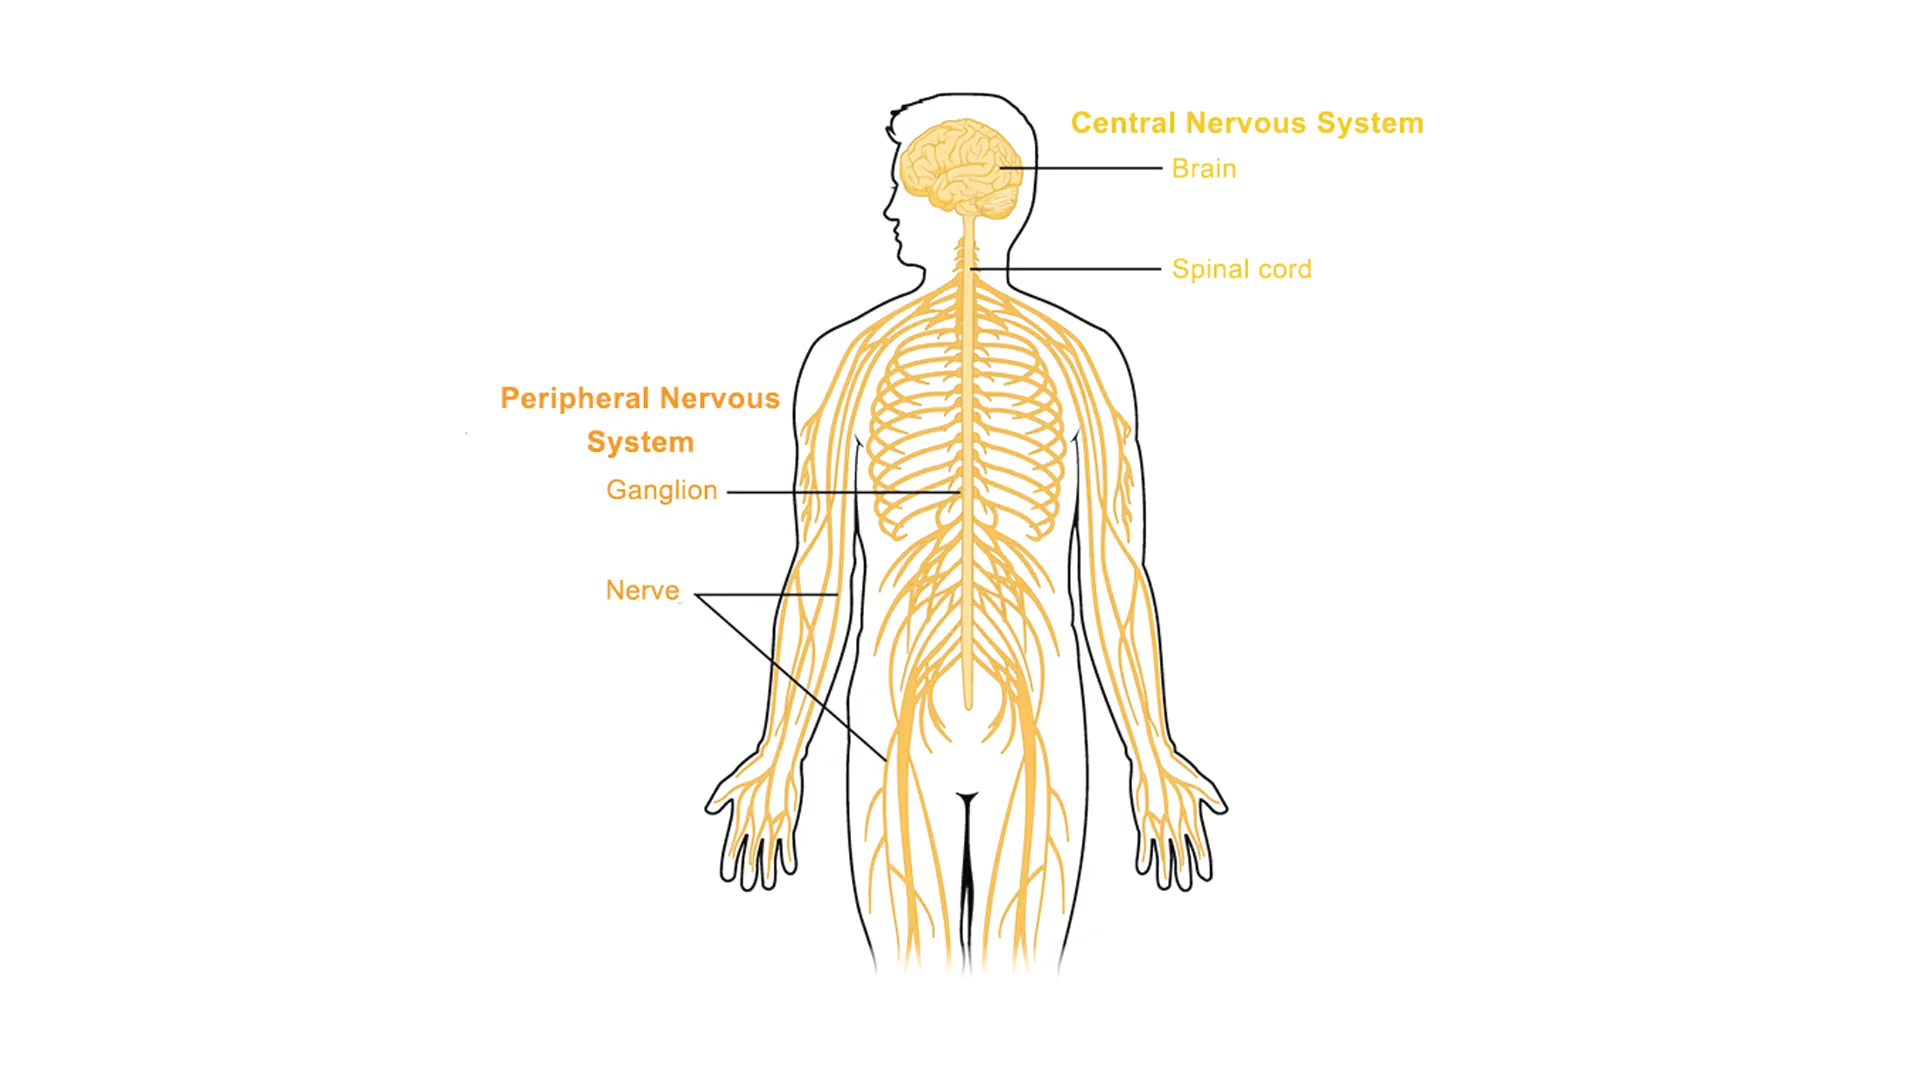 Central Nervous System
Brain
Spinal cord
Peripheral Nervous
System
Ganglion
Nerve